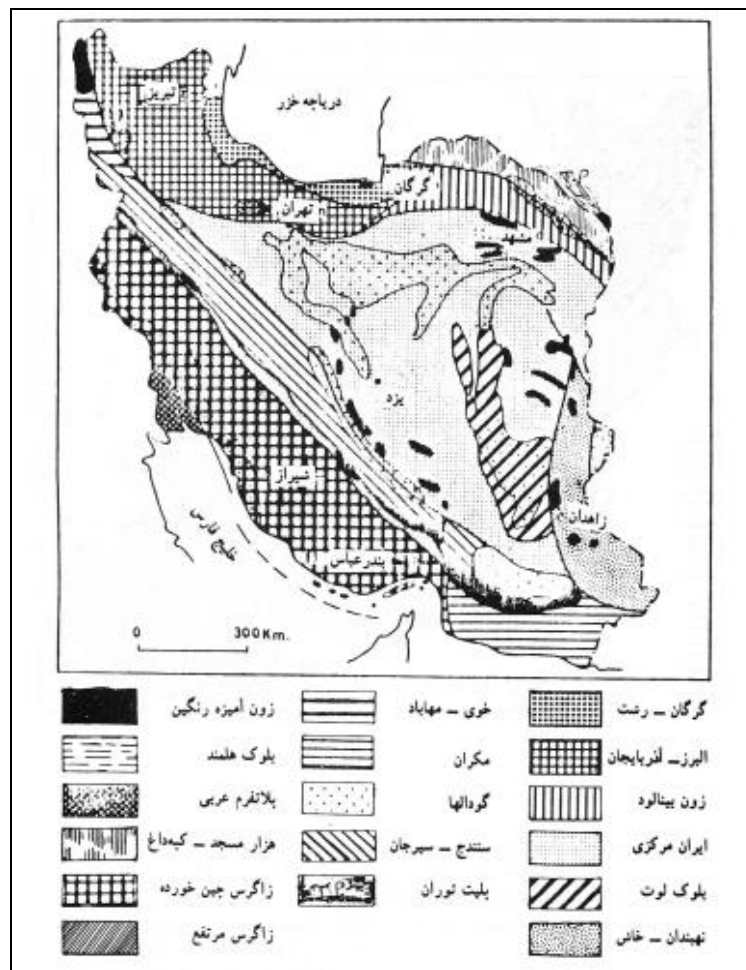 دریاچه خزر
تبریز
گرگان
تهران
مشهد
یزد
شیراز
زاهدان
خلیج فارس
بندرعباس
0 300 Km.
گرگان – رشت
خوی – مهاباد
زون آمیزه رنگین
البرز – آذربایجان
مکران
بلوک هلمند
زون بینالود
گودالها
پلاتفرم عربی
ایران مرکزی
سنندج – سیرجان
هزار مسجد – کپه‌داغ
بلوک لوت
پلیت توران
زاگرس چین خورده
نهبندان – خاش
زاگرس مرتفع